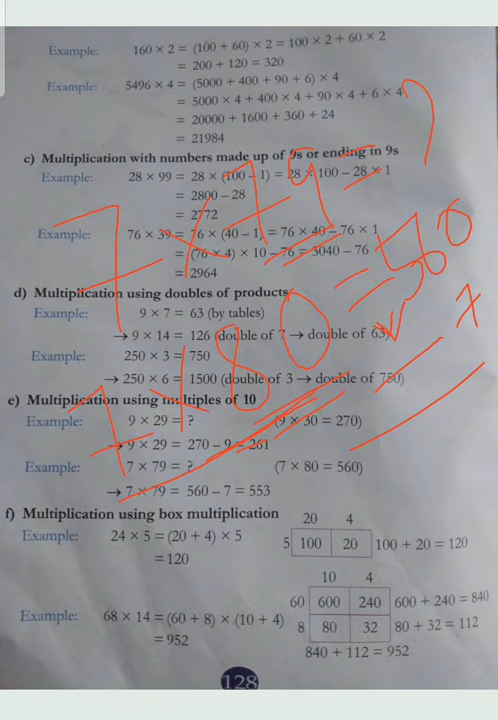 Example: 160 × 2 = (100 + 60) × 2 = 100 × 2 + 60 × 2
= 200 + 120 = 320
Example: 5496 × 4 = (5000 + 400 + 90 + 6) × 4
= 5000 × 4 + 400 × 4 + 90 × 4 + 6 × 4
= 20000 + 1600 + 360 + 24
= 21984
c) Multiplication with numbers made up of 9s or ending in 9s
Example: 28 × 99 = 28 × (100 – 1) = 28 × 100 – 28 × 1
= 2800 – 28
= 2772
Example: 76 × 39 = 76 × (40 – 1) = 76 × 40 – 76 × 1
= (76 × 4) × 10 – 76 = 3040 – 76
= 2964
d) Multiplication using doubles of products
Example: 9 × 7 = 63 (by tables)
→ 9 × 14 = 126 (double of 7 → double of 63)
Example: 250 × 3 = 750
→ 250 × 6 = 1500 (double of 3 → double of 750)
e) Multiplication using multiples of 10
Example: 9 × 29 = ? (9 × 30 = 270)
→ 9 × 29 = 270 – 9 = 261
Example: 7 × 79 = ? (7 × 80 = 560)
→ 7 × 79 = 560 – 7 = 553
f) Multiplication using box multiplication
Example: 24 × 5 = (20 + 4) × 5
= 120
20 4
5 100 20 100 + 20 = 120
Example: 68 × 14 = (60 + 8) × (10 + 4)
= 952
10 4
60 600 240 600 + 240 = 840
8 80 32 80 + 32 = 112
840 + 112 = 952
128
7 × 79 = ?
7 × 80 = 560
7